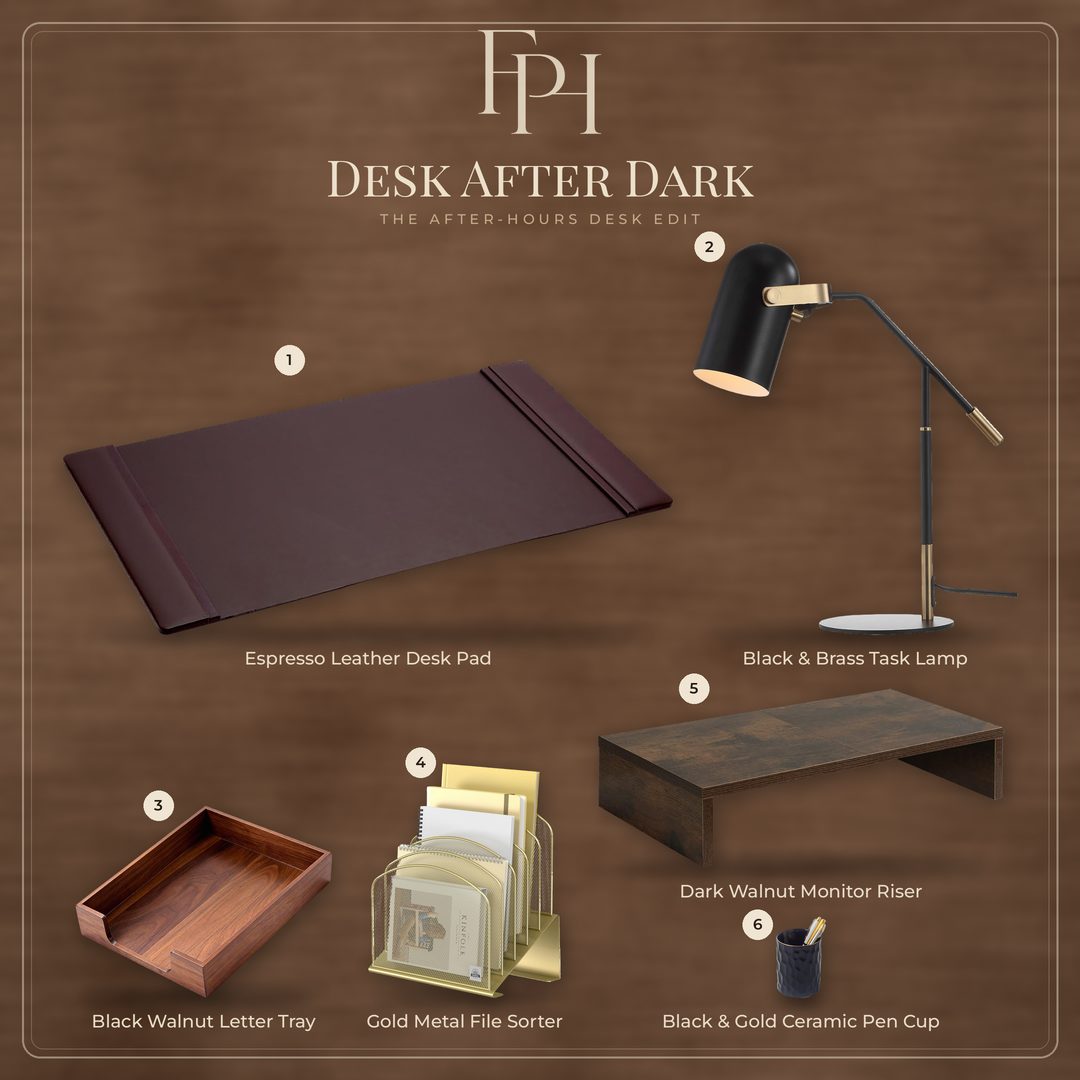 FPH
Desk After Dark
THE AFTER-HOURS DESK EDIT
2
1
Espresso Leather Desk Pad
Black & Brass Task Lamp
5
4
3
KINFOLK
Dark Walnut Monitor Riser
6
Black Walnut Letter Tray
Gold Metal File Sorter
Black & Gold Ceramic Pen Cup